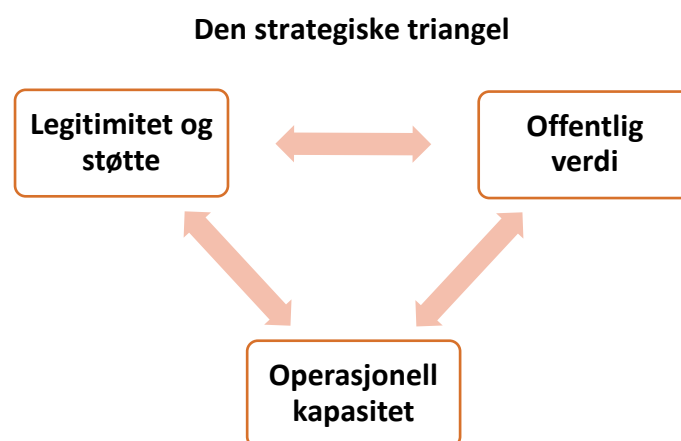 Den strategiske triangel
Legitimitet og
støtte
Offentlig
verdi
Operasjonell
kapasitet